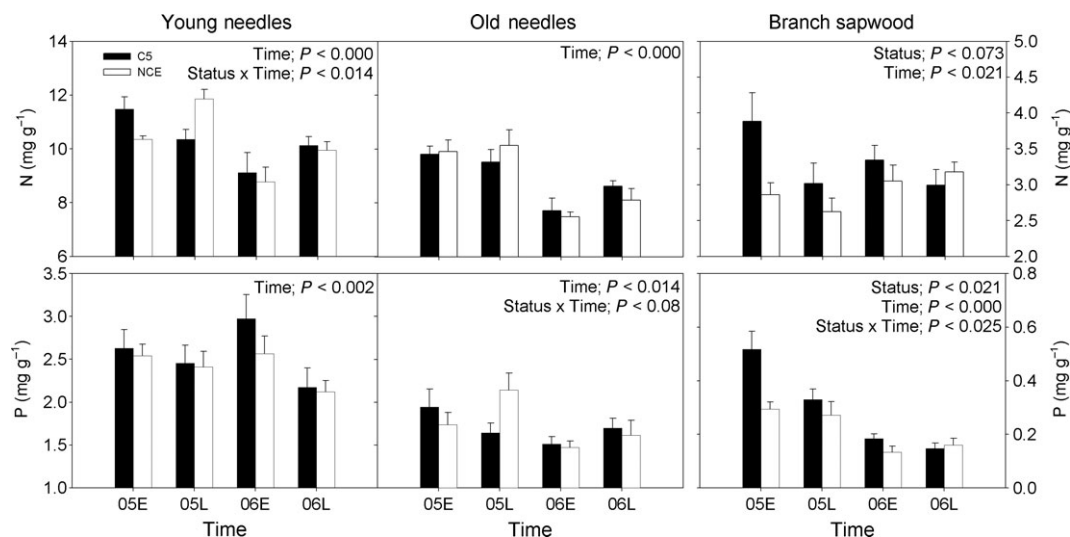 Young needles
Old needles
Branch sapwood
N (mg g⁻¹)
14
12
10
8
6
C5
NCE
Time; P < 0.000
Status x Time; P < 0.014
Time; P < 0.000
Status; P < 0.073
Time; P < 0.021
5.0
4.5
4.0
3.5
3.0
2.5
2.0
N (mg g⁻¹)
P (mg g⁻¹)
3.5
3.0
2.5
2.0
1.5
1.0
Time; P < 0.002
Time; P < 0.014
Status x Time; P < 0.08
Status; P < 0.021
Time; P < 0.000
Status x Time; P < 0.025
0.8
0.6
0.4
0.2
0.0
P (mg g⁻¹)
05E 05L 06E 06L
05E 05L 06E 06L
05E 05L 06E 06L
Time
Time
Time